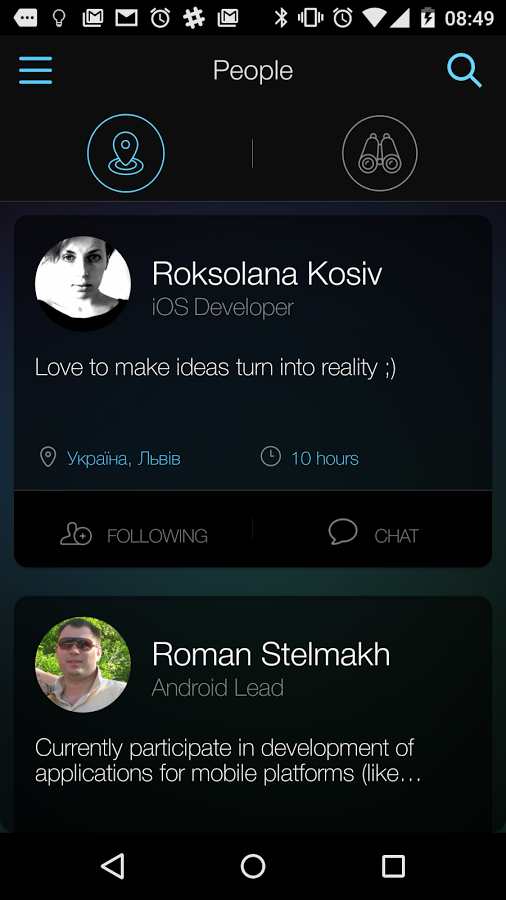 08:49
People
Roksolana Kosiv
iOS Developer
Love to make ideas turn into reality ;)
Україна, Львів
10 hours
FOLLOWING
CHAT
Roman Stelmakh
Android Lead
Currently participate in development of
applications for mobile platforms (like...